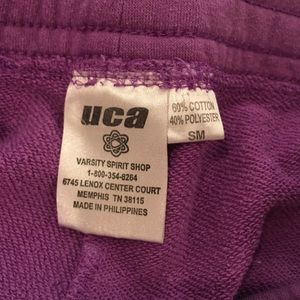 uca
VARSITY SPIRIT SHOP
1-800-354-8264
6745 LENOX CENTER COURT
MEMPHIS TN 38115
MADE IN PHILIPPINES
60% COTTON
40% POLYESTER
SM